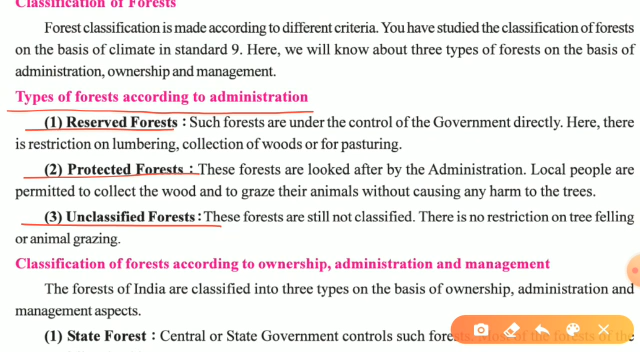 Classification of Forests
Forest classification is made according to different criteria. You have studied the classification of forests
on the basis of climate in standard 9. Here, we will know about three types of forests on the basis of
administration, ownership and management.
Types of forests according to administration
(1) Reserved Forests : Such forests are under the control of the Government directly. Here, there
is restriction on lumbering, collection of woods or for pasturing.
(2) Protected Forests : These forests are looked after by the Administration. Local people are
permitted to collect the wood and to graze their animals without causing any harm to the trees.
(3) Unclassified Forests : These forests are still not classified. There is no restriction on tree felling
or animal grazing.
Classification of forests according to ownership, administration and management
The forests of India are classified into three types on the basis of ownership, administration and
management aspects.
(1) State Forest : Central or State Government controls such forests. of the forests of the